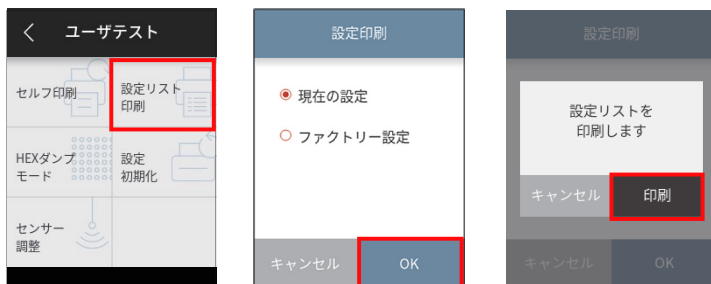 ユーザテスト
セルフ印刷
設定リスト
印刷
HEXダンプ
モード
設定
初期化
センサー
調整
設定印刷
現在の設定
ファクトリー設定
キャンセル
OK
設定印刷
設定リストを
印刷します
キャンセル
印刷
キャンセル
OK